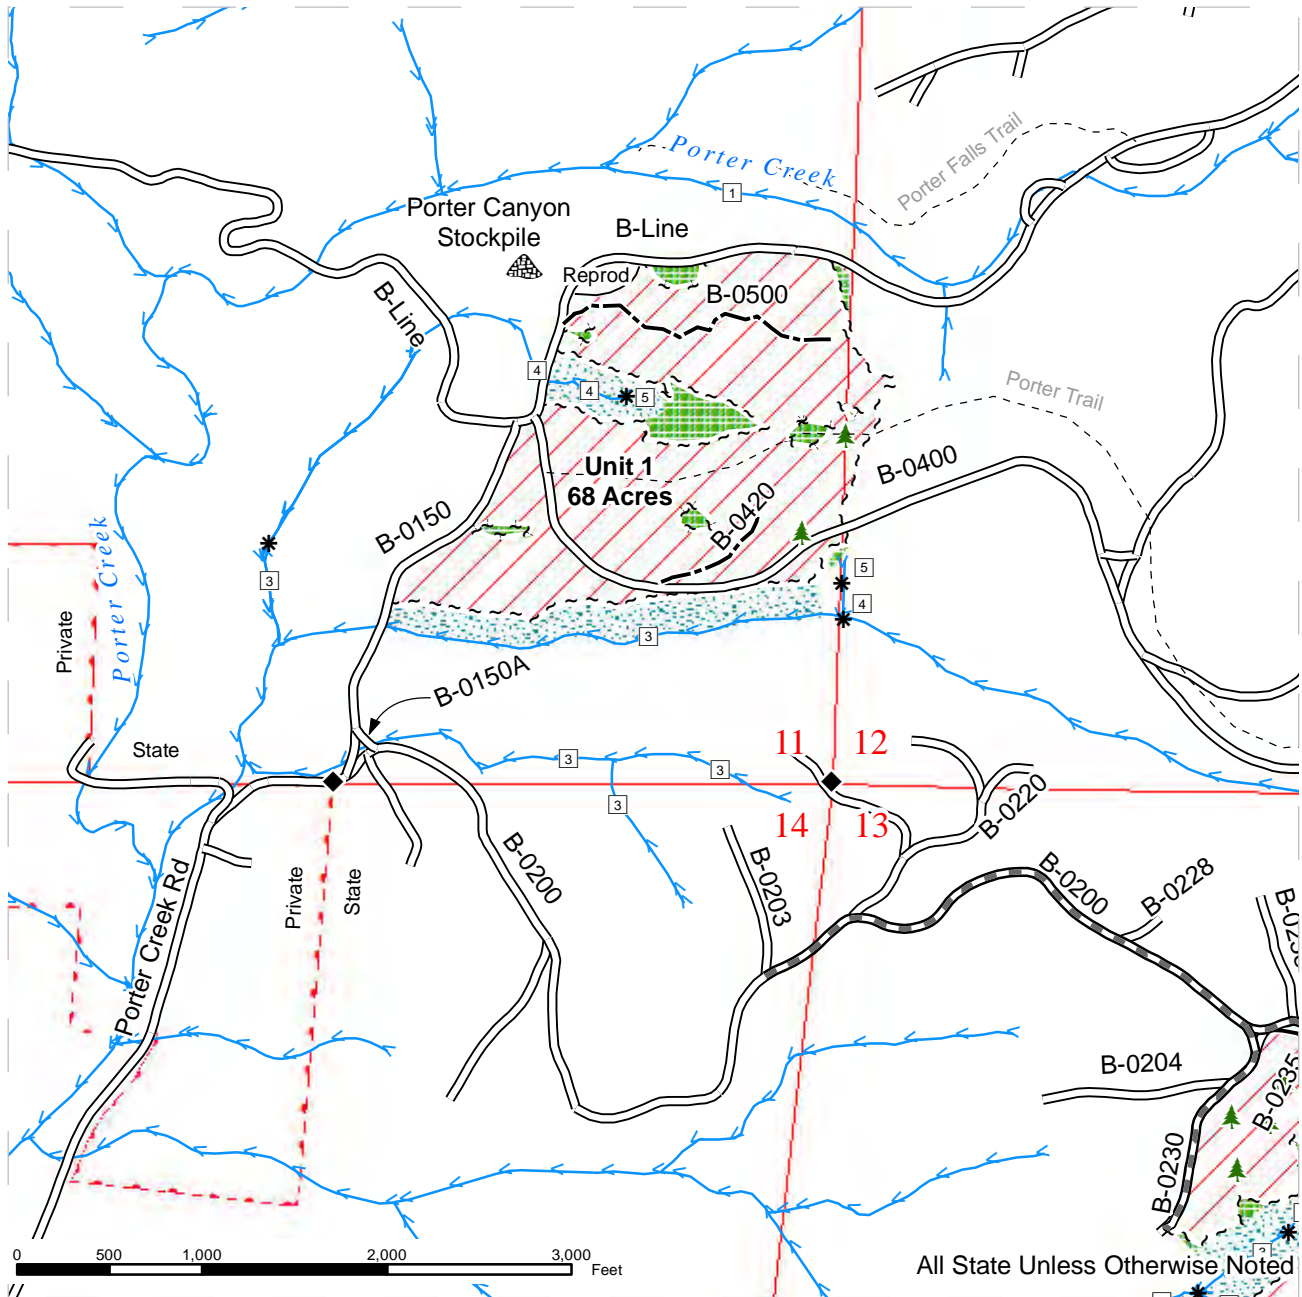 Porter Creek
1
Porter Falls Trail
Porter Canyon
Stockpile
B-Line
Reprod
B-0500
B-Line
4
4
5
Porter Trail
Unit 1
68 Acres
B-0420
B-0400
B-0150
5
4
3
3
Porter Creek
Private
State
B-0150A
3
3
3
11
12
14
13
B-0220
B-0200
B-0203
B-0200
B-0228
Private
State
Porter Creek Rd
B-0204
B-0235
B-0230
3
0
500
1,000
2,000
3,000
Feet
All State Unless Otherwise Noted